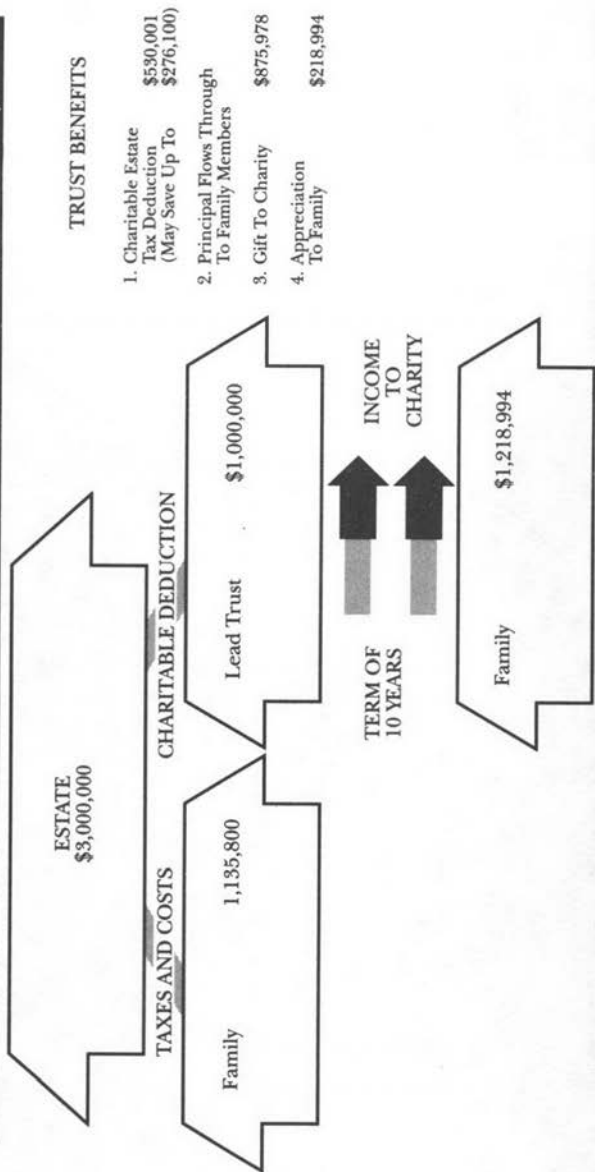 ESTATE
$3,000,000
TAXES AND COSTS
CHARITABLE DEDUCTION
Family 1,135,800
Lead Trust $1,000,000
TERM OF
10 YEARS
INCOME
TO
CHARITY
Family $1,218,994
TRUST BENEFITS
1. Charitable Estate
Tax Deduction $530,001
(May Save Up To $276,100)
2. Principal Flows Through
To Family Members
3. Gift To Charity $875,978
4. Appreciation
To Family $218,994